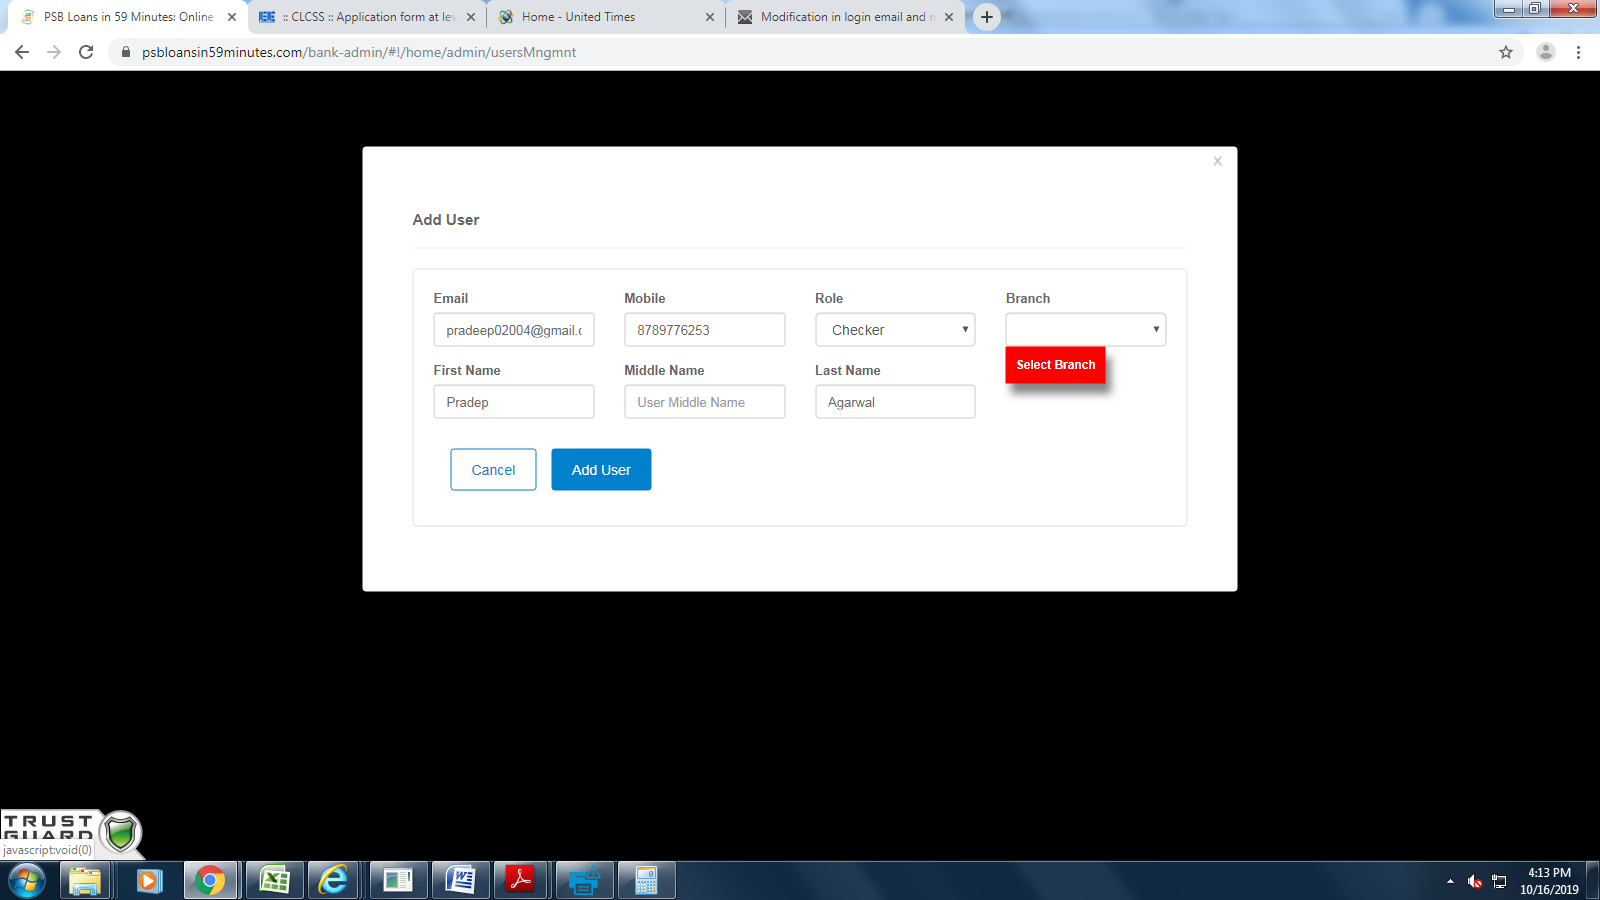 PSB Loans in 59 Minutes: Online
:: CLCSS :: Application form at lev
Home - United Times
Modification in login email and
psbloansin59minutes.com/bank-admin/#!/home/admin/usersMngmnt
x
Add User
Email Mobile Role Branch
pradeep02004@gmail.c 8789776253 Checker
Select Branch
First Name Middle Name Last Name
Pradep User Middle Name Agarwal
Cancel Add User
TRUST
GUARD
javascript:void(0)
4:13 PM
10/16/2019